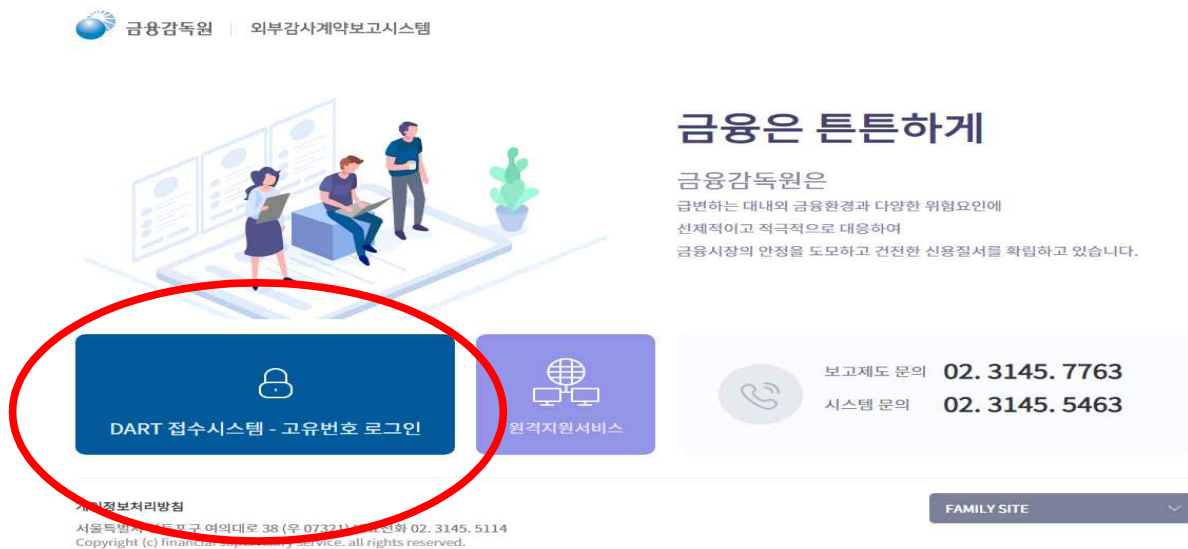 금융감독원 외부감사계약보고시스템
금융은 튼튼하게
금융감독원은
급변하는 대내외 금융환경과 다양한 위험요인에
선제적이고 적극적으로 대응하여
금융시장의 안정을 도모하고 건전한 신용질서를 확립하고 있습니다.
DART 접수시스템 - 고유번호 로그인
원격지원서비스
보고제도 문의 02. 3145. 7763
시스템 문의 02. 3145. 5463
개인정보처리방침
FAMILY SITE
서울특별시 영등포구 여의대로 38 (우 07321) 대표전화 02. 3145. 5114
Copyright (c) financial supervisory service. all rights reserved.